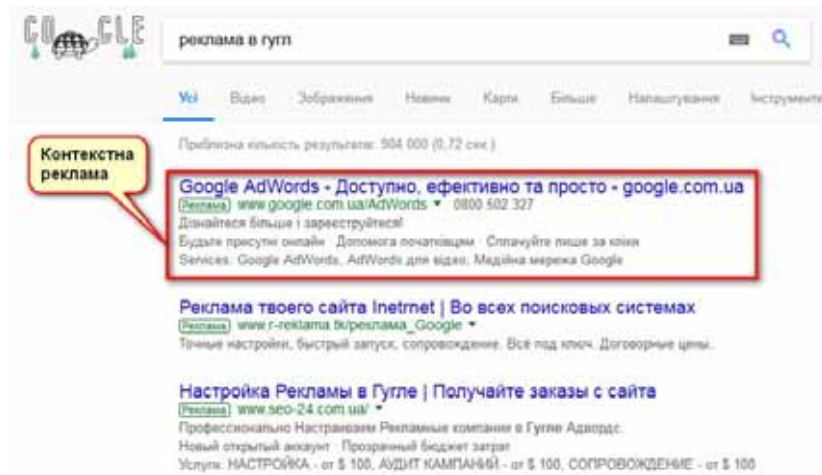 GOOGLE
реклама в гугл
Усі Відео Зображення Новини Карти Більше Налаштування Інструменти
Приблизна кількість результатів: 904 000 (0,72 сек.)
Контекстна
реклама
Google AdWords - Доступно, ефективно та просто - google.com.ua
Реклама www.google.com.ua/AdWords 0800 502 327
Дізнайтеся більше і зареєструйтеся!
Будьте присутні онлайн · Допомога початківцям · Сплачуйте лише за кліки
Services: Google AdWords, AdWords для відео, Медійна мережа Google
Реклама твоего сайта Inetrnet | Во всех поисковых системах
Реклама www.r-reklama.tk/реклама_Google
Точные настройки, быстрый запуск, сопровождение. Всё под ключ. Договорные цены.
Настройка Рекламы в Гугле | Получайте заказы с сайта
Реклама www.seo-24.com.ua/
Профессионально Настраиваем Рекламные компании в Гугле Адвордс.
Новый открытый аккаунт · Прозрачный бюджет затрат
Услуги: НАСТРОЙКА - от $ 100, АУДИТ КАМПАНИЙ - от $ 100, СОПРОВОЖДЕНИЕ - от $ 100